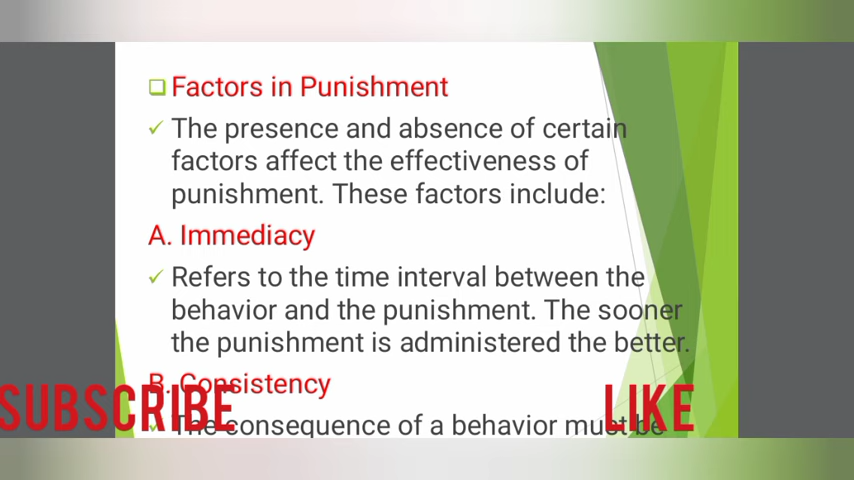 Factors in Punishment
The presence and absence of certain
factors affect the effectiveness of
punishment. These factors include:
A. Immediacy
Refers to the time interval between the
behavior and the punishment. The sooner
the punishment is administered the better.
B. Consistency
SUBSCRIBE
LIKE
The consequence of a behavior must be